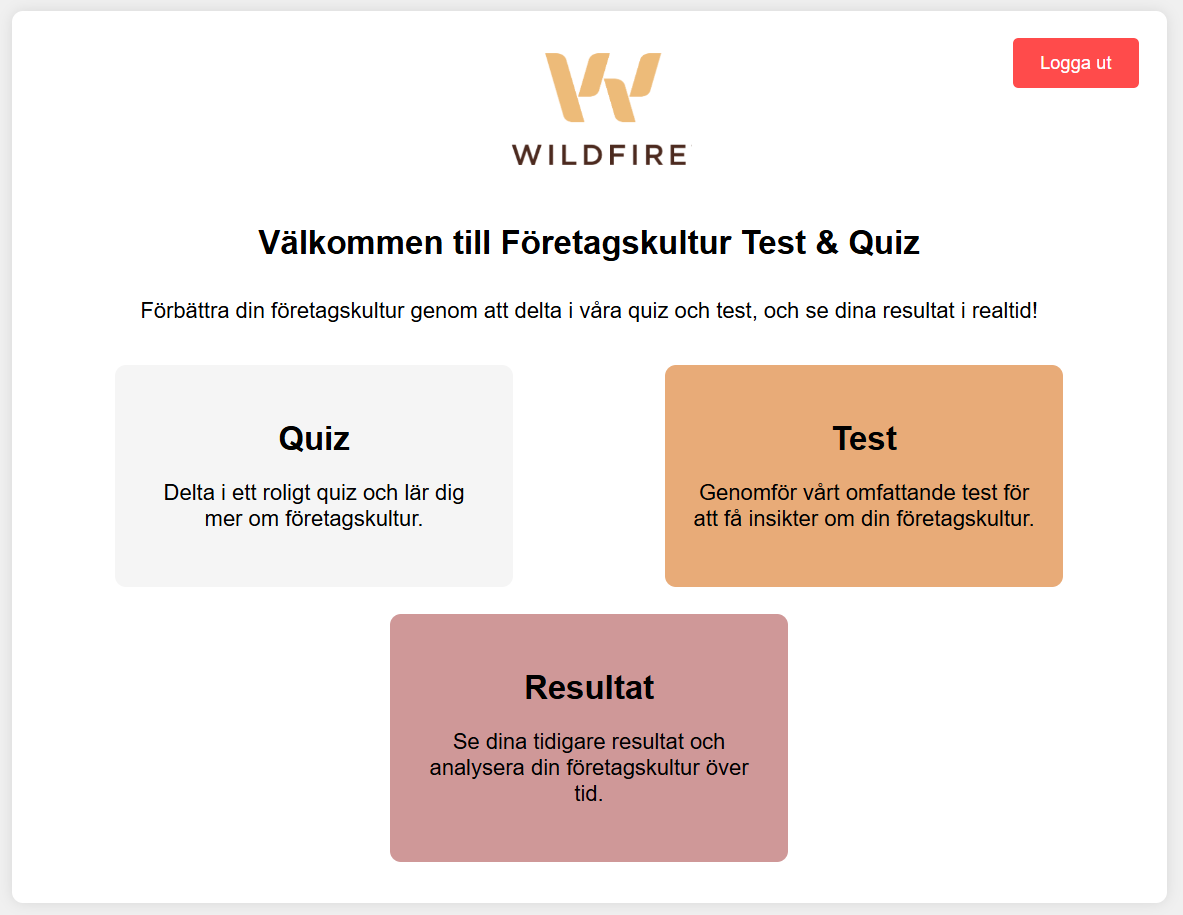 Logga ut
WILDFIRE
Välkommen till Företagskultur Test & Quiz
Förbättra din företagskultur genom att delta i våra quiz och test, och se dina resultat i realtid!
Quiz
Delta i ett roligt quiz och lär dig
mer om företagskultur.
Test
Genomför vårt omfattande test för
att få insikter om din företagskultur.
Resultat
Se dina tidigare resultat och
analysera din företagskultur över
tid.